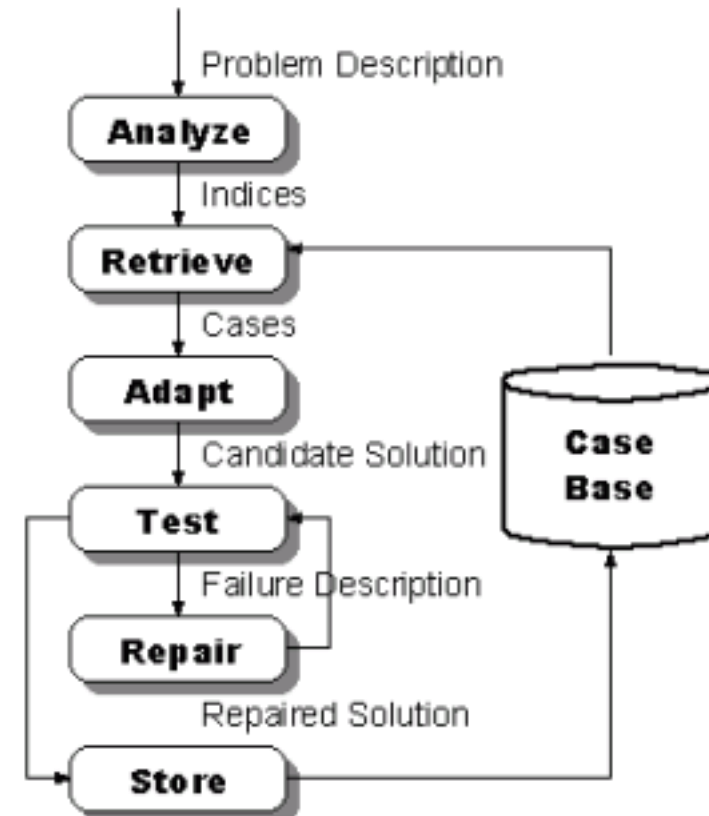 Problem Description
Analyze
Indices
Retrieve
Cases
Adapt
Case
Base
Candidate Solution
Test
Failure Description
Repair
Repaired Solution
Store